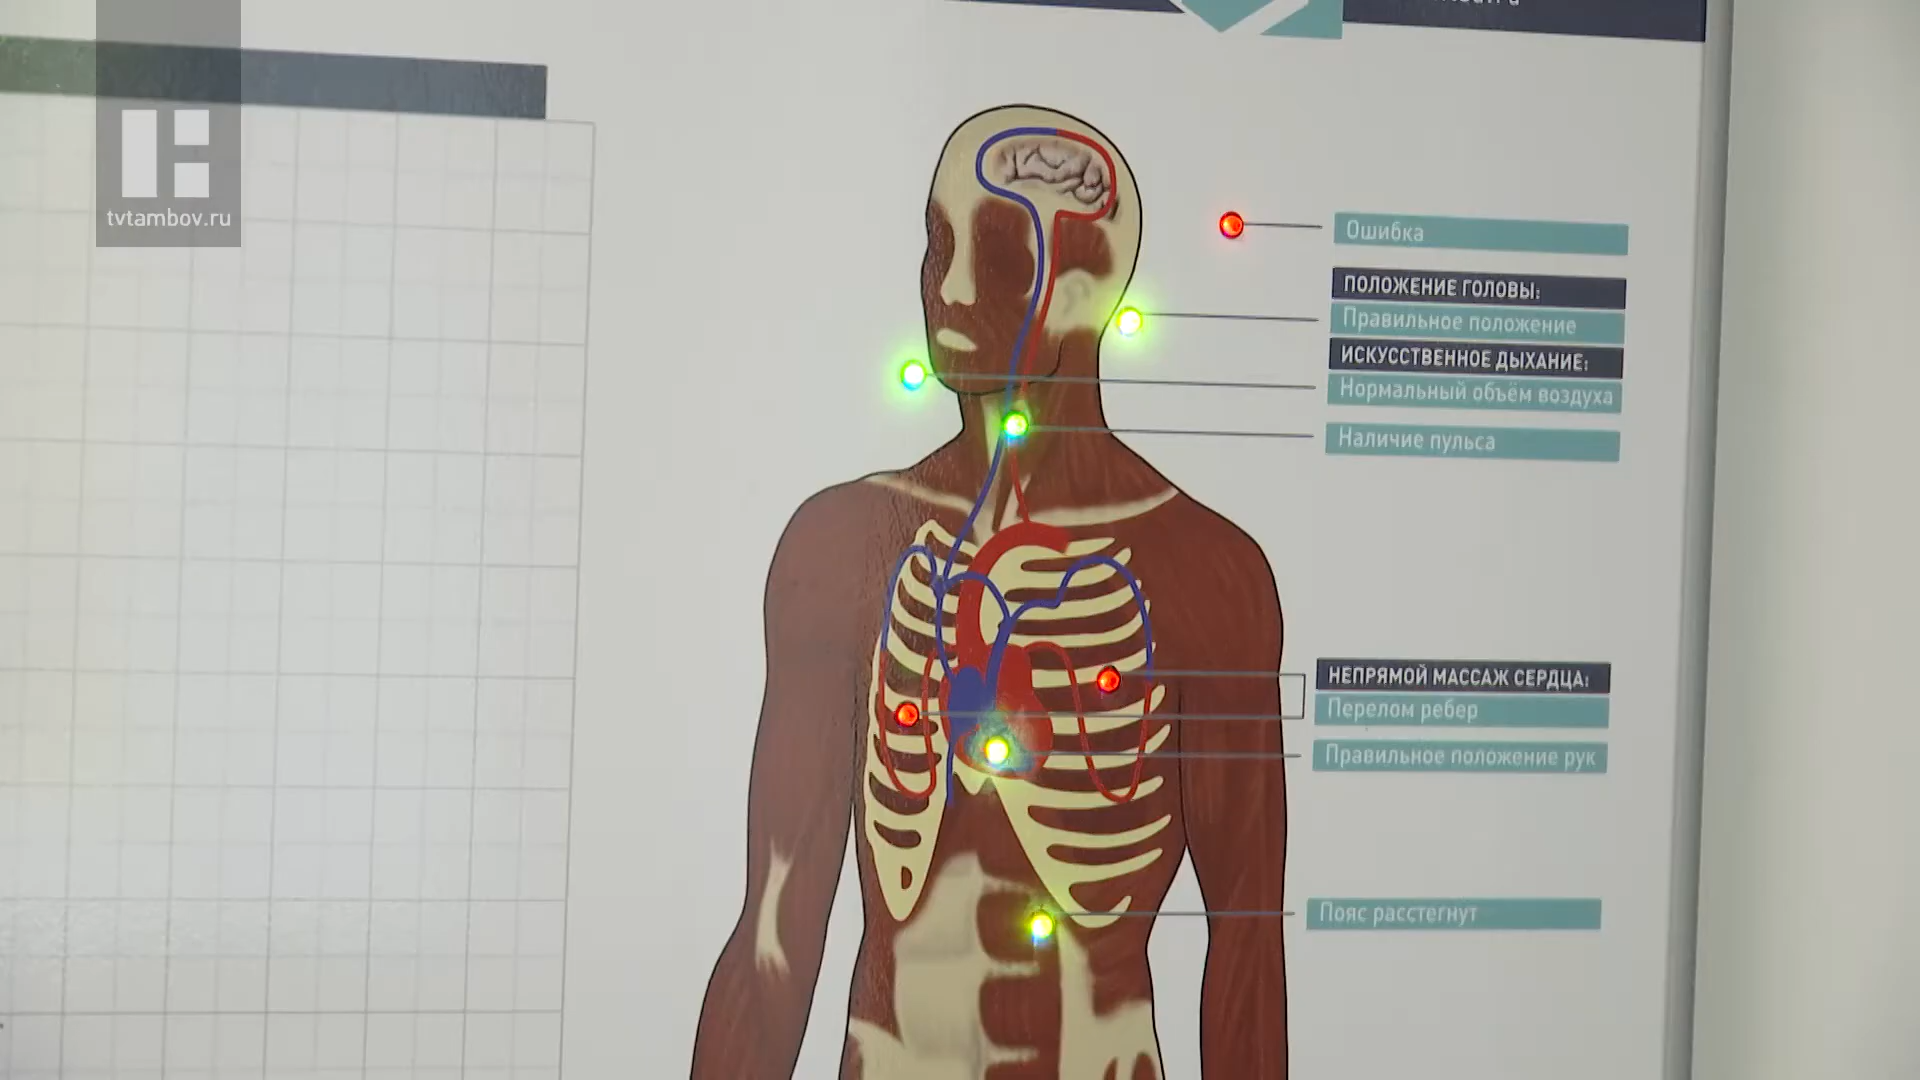 tvtambov.ru
Ошибка
ПОЛОЖЕНИЕ ГОЛОВЫ:
Правильное положение
ИСКУССТВЕННОЕ ДЫХАНИЕ:
Нормальный объём воздуха
Наличие пульса
НЕПРЯМОЙ МАССАЖ СЕРДЦА:
Перелом ребер
Правильное положение рук
Пояс расстегнут